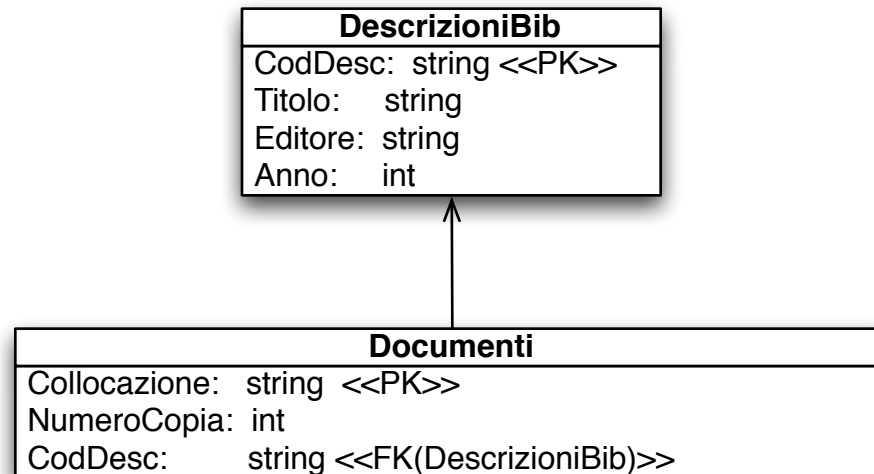 DescrizioniBib
CodDesc: string <<PK>>
Titolo: string
Editore: string
Anno: int
Documenti
Collocazione: string <<PK>>
NumeroCopia: int
CodDesc: string <<FK(DescrizioniBib)>>